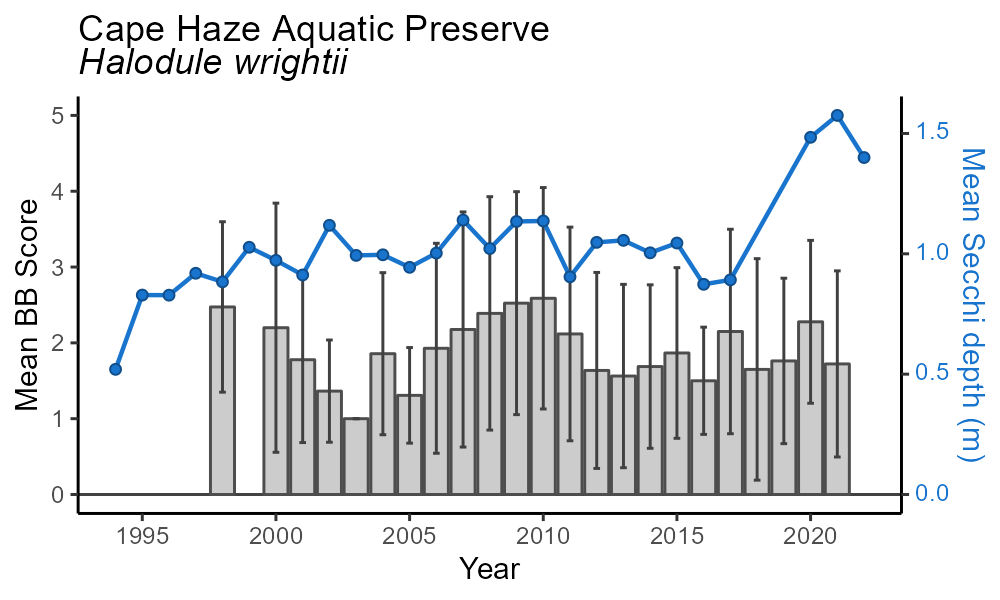 Cape Haze Aquatic Preserve
Halodule wrightii
Mean BB Score
5
4
3
2
1
0
1.5
1.0
0.5
0.0
Mean Secchi depth (m)
1995 2000 2005 2010 2015 2020
Year